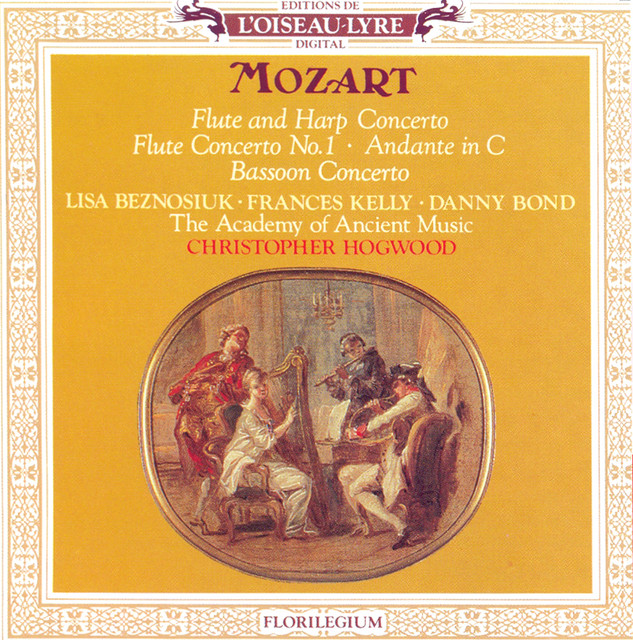 EDITIONS DE
L'OISEAU-LYRE
DIGITAL
MOZART
Flute and Harp Concerto
Flute Concerto No.1 · Andante in C
Bassoon Concerto
LISA BEZNOSIUK · FRANCES KELLY · DANNY BOND
The Academy of Ancient Music
CHRISTOPHER HOGWOOD
FLORILEGIUM